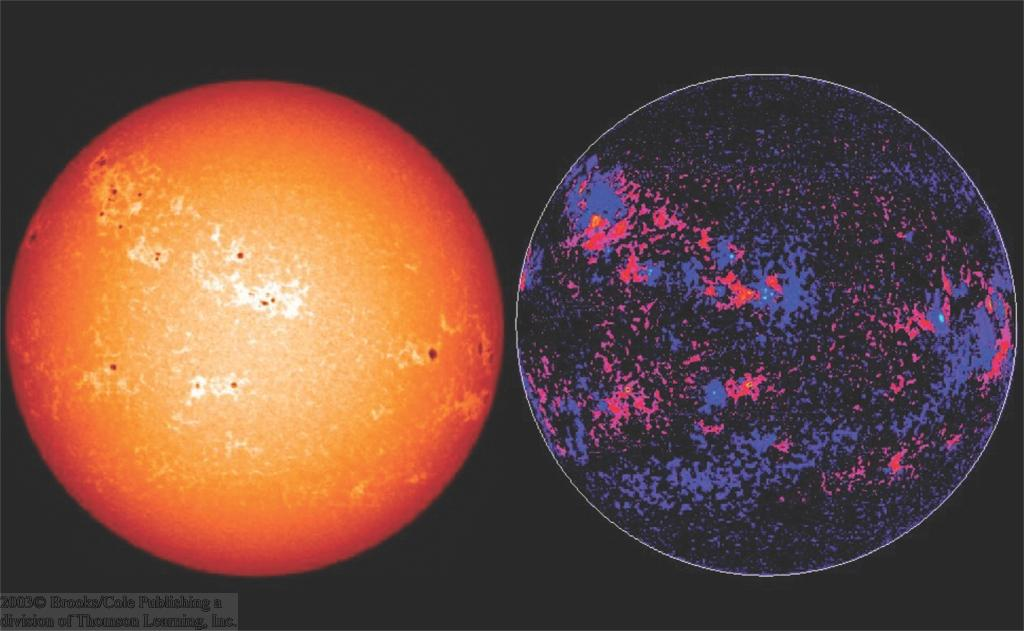 2003© Brooks/Cole Publishing a
division of Thomson Learning, Inc.